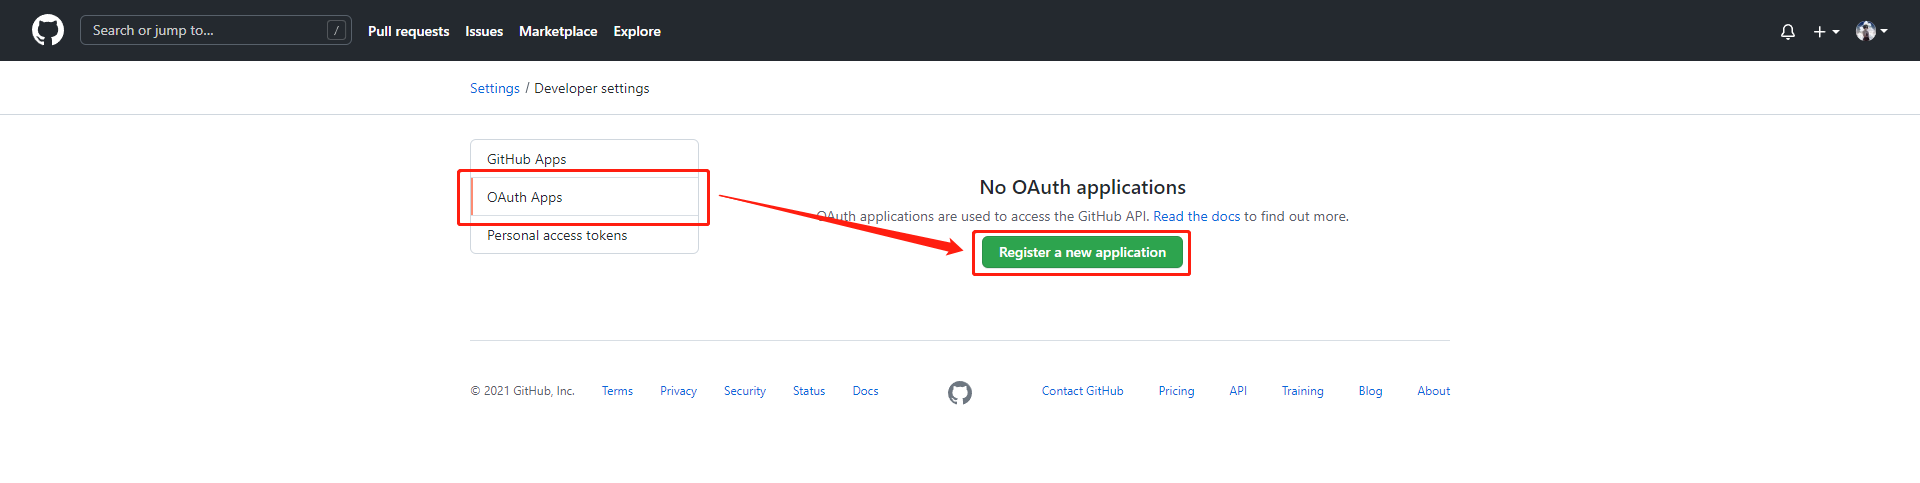 Search or jump to... /
Pull requests Issues Marketplace Explore
Settings / Developer settings
GitHub Apps
OAuth Apps
Personal access tokens
No OAuth applications
OAuth applications are used to access the GitHub API. Read the docs to find out more.
Register a new application
© 2021 GitHub, Inc. Terms Privacy Security Status Docs Contact GitHub Pricing API Training Blog About